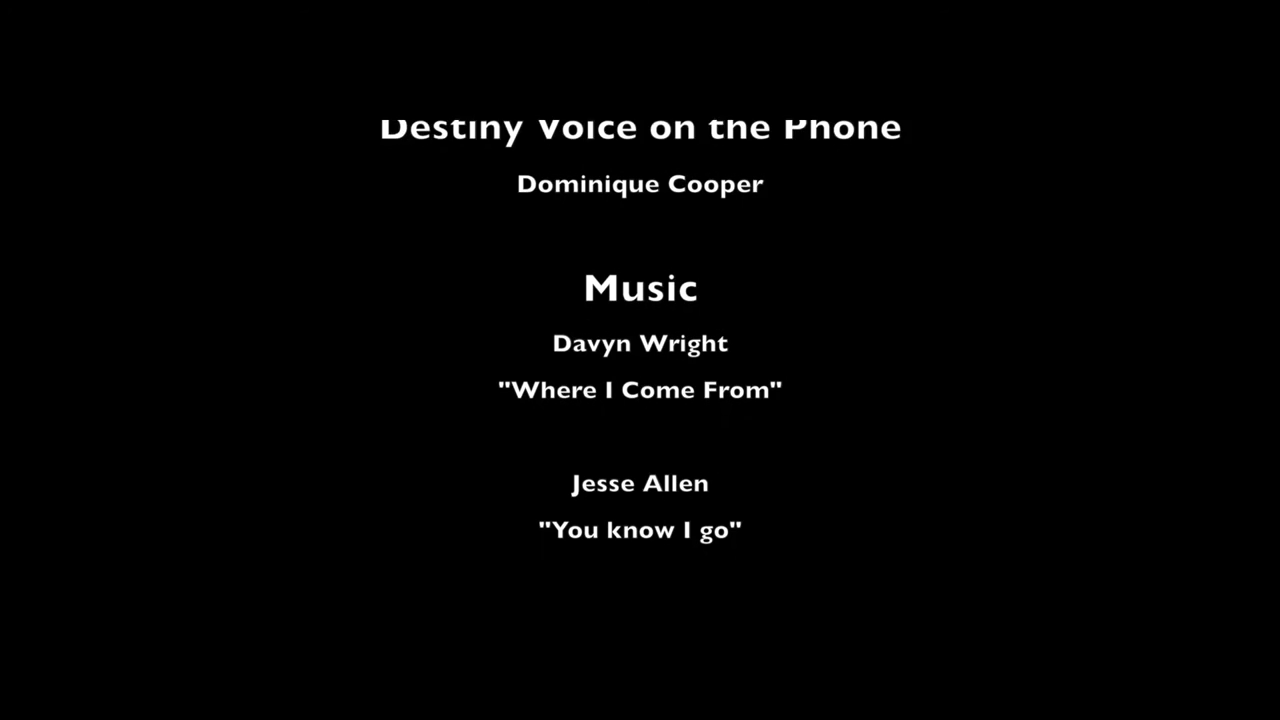 Destiny Voice on the Phone
Dominique Cooper
Music
Davyn Wright
"Where I Come From"
Jesse Allen
"You know I go"